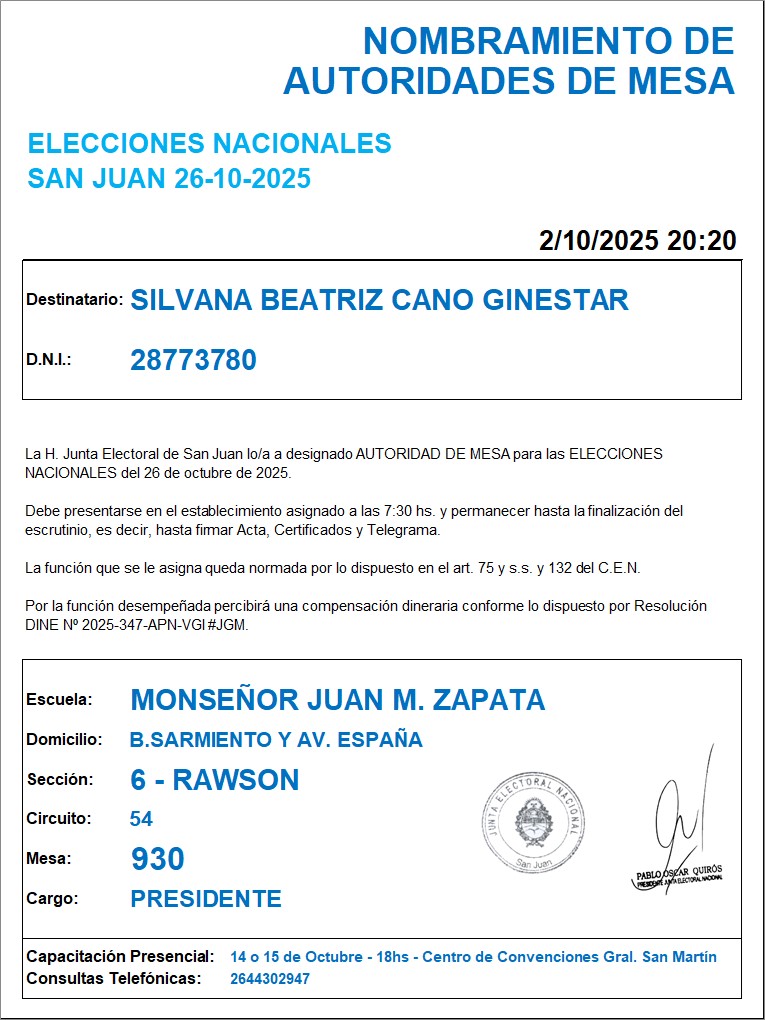 NOMBRAMIENTO DE
AUTORIDADES DE MESA
ELECCIONES NACIONALES
SAN JUAN 26-10-2025
2/10/2025 20:20
Destinatario: SILVANA BEATRIZ CANO GINESTAR
D.N.I.: 28773780
La H. Junta Electoral de San Juan lo/a a designado AUTORIDAD DE MESA para las ELECCIONES
NACIONALES del 26 de octubre de 2025.
Debe presentarse en el establecimiento asignado a las 7:30 hs. y permanecer hasta la finalización del
escrutinio, es decir, hasta firmar Acta, Certificados y Telegrama.
La función que se le asigna queda normada por lo dispuesto en el art. 75 y s.s. y 132 del C.E.N.
Por la función desempeñada percibirá una compensación dineraria conforme lo dispuesto por Resolución
DINE Nº 2025-347-APN-VGI#JGM.
Escuela: MONSEÑOR JUAN M. ZAPATA
Domicilio: B.SARMIENTO Y AV. ESPAÑA
Sección: 6 - RAWSON
Circuito: 54
Mesa: 930
Cargo: PRESIDENTE
JUNTA ELECTORAL NACIONAL
San Juan
PABLO OSCAR QUIRÓS
PRESIDENTE JUNTA ELECTORAL NACIONAL
Capacitación Presencial: 14 o 15 de Octubre - 18hs - Centro de Convenciones Gral. San Martín
Consultas Telefónicas: 2644302947